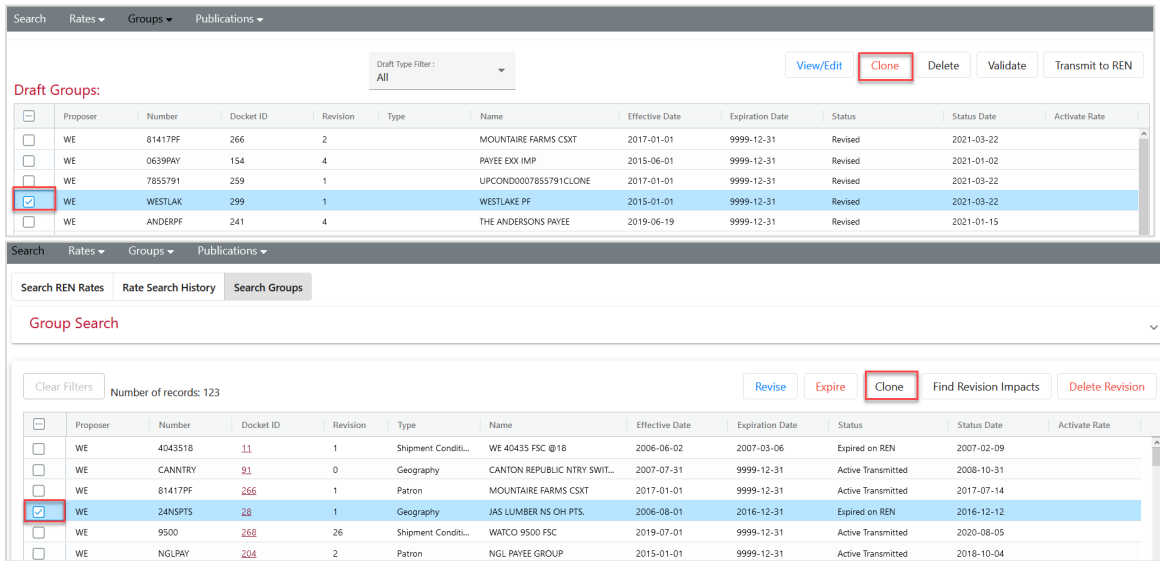 Search Rates Groups Publications
Draft Type Filter :
All
View/Edit Clone Delete Validate Transmit to REN
Draft Groups:
Proposer Number Docket ID Revision Type Name Effective Date Expiration Date Status Status Date Activate Rate
WE 81417PF 266 2 MOUNTAIRE FARMS CSXT 2017-01-01 9999-12-31 Revised 2021-03-22
WE 0639PAY 154 4 PAYEE EXX IMP 2015-06-01 9999-12-31 Revised 2021-01-02
WE 7855791 259 1 UPCOND0007855791CLONE 2017-01-01 9999-12-31 Revised 2021-03-22
WE WESTLAK 299 1 WESTLAKE PF 2015-01-01 9999-12-31 Revised 2021-03-22
WE ANDERPF 241 4 THE ANDERSONS PAYEE 2019-06-19 9999-12-31 Revised 2021-01-15
Search Rates Groups Publications
Search REN Rates Rate Search History Search Groups
Group Search
Clear Filters Number of records: 123 Revise Expire Clone Find Revision Impacts Delete Revision
Proposer Number Docket ID Revision Type Name Effective Date Expiration Date Status Status Date Activate Rate
WE 4043518 11 1 Shipment Conditi... WE 40435 FSC @18 2006-06-02 2007-03-06 Expired on REN 2007-02-09
WE CANNTRY 91 0 Geography CANTON REPUBLIC NTRY SWIT... 2007-07-31 9999-12-31 Active Transmitted 2008-10-31
WE 81417PF 266 1 Patron MOUNTAIRE FARMS CSXT 2017-01-01 9999-12-31 Active Transmitted 2017-07-14
WE 24NSPTS 28 1 Geography JAS LUMBER NS OH PTS. 2006-08-01 2016-12-31 Expired on REN 2016-12-12
WE 9500 268 26 Shipment Conditi... WATCO 9500 FSC 2019-07-01 9999-12-31 Active Transmitted 2020-08-05
WE NGLPAY 204 2 Patron NGL PAYEE GROUP 2015-01-01 9999-12-31 Active Transmitted 2018-10-04